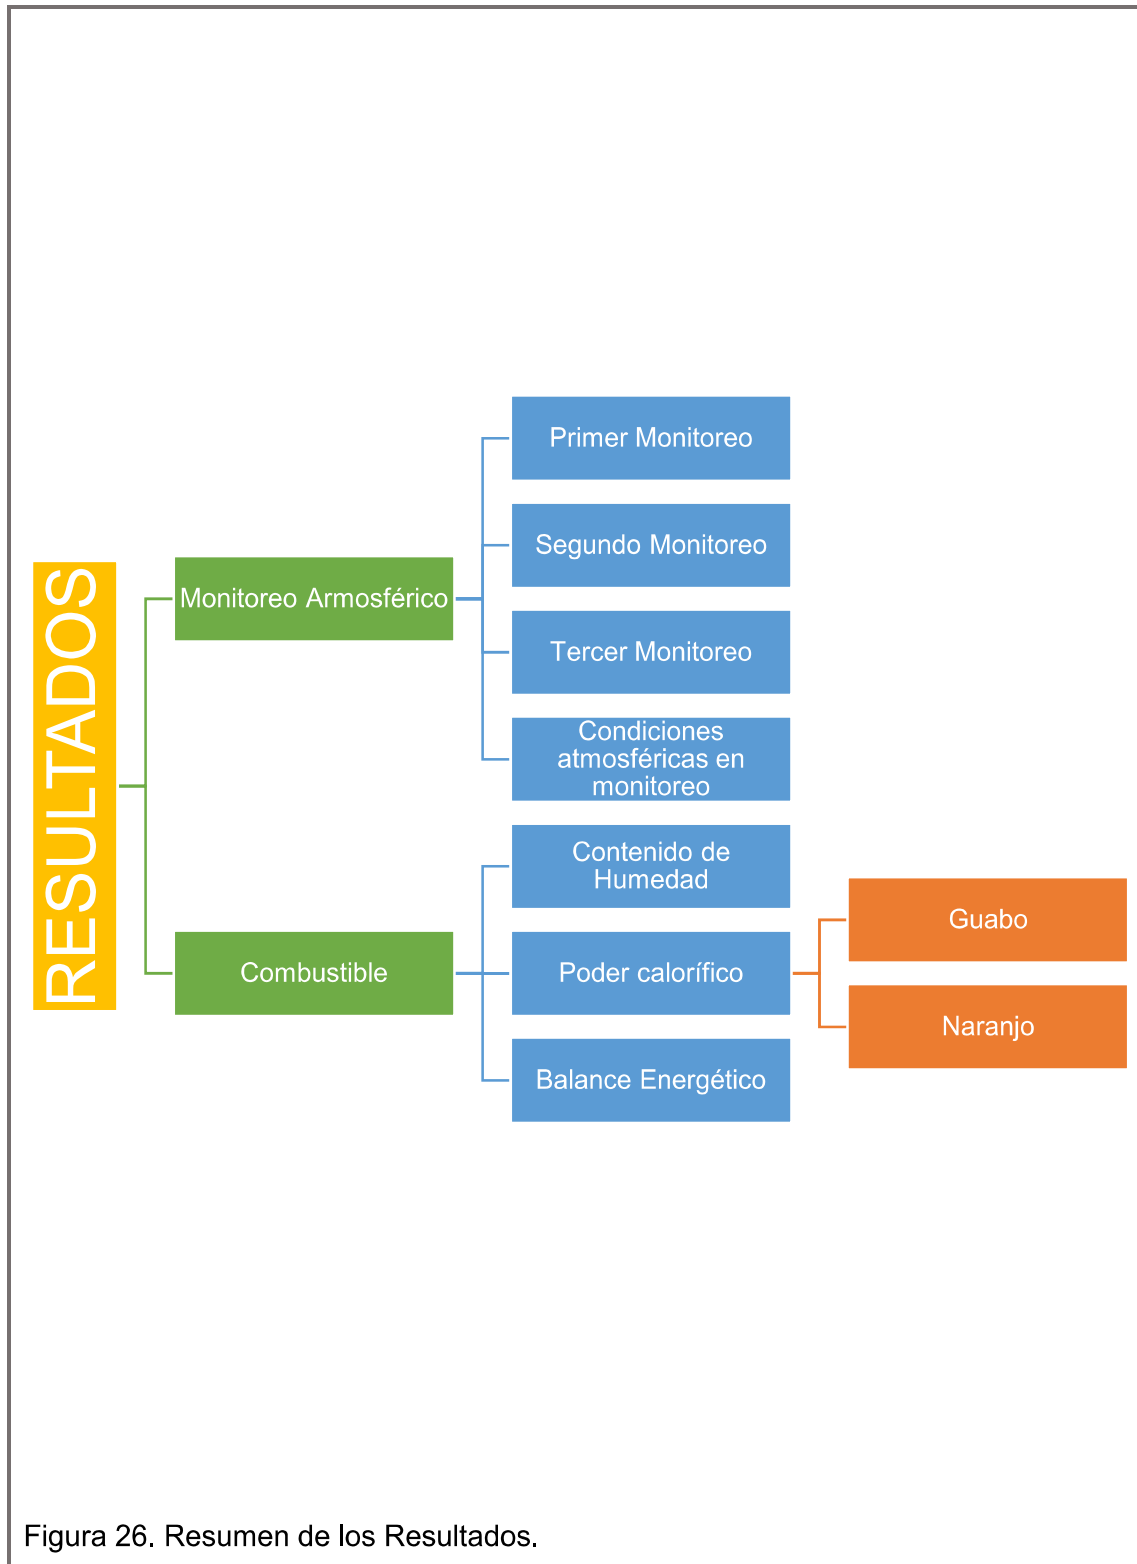 RESULTADOS
Monitoreo Armosférico
Primer Monitoreo
Segundo Monitoreo
Tercer Monitoreo
Condiciones
atmosféricas en
monitoreo
Combustible
Contenido de
Humedad
Poder calorífico
Guabo
Naranjo
Balance Energético
Figura 26. Resumen de los Resultados.